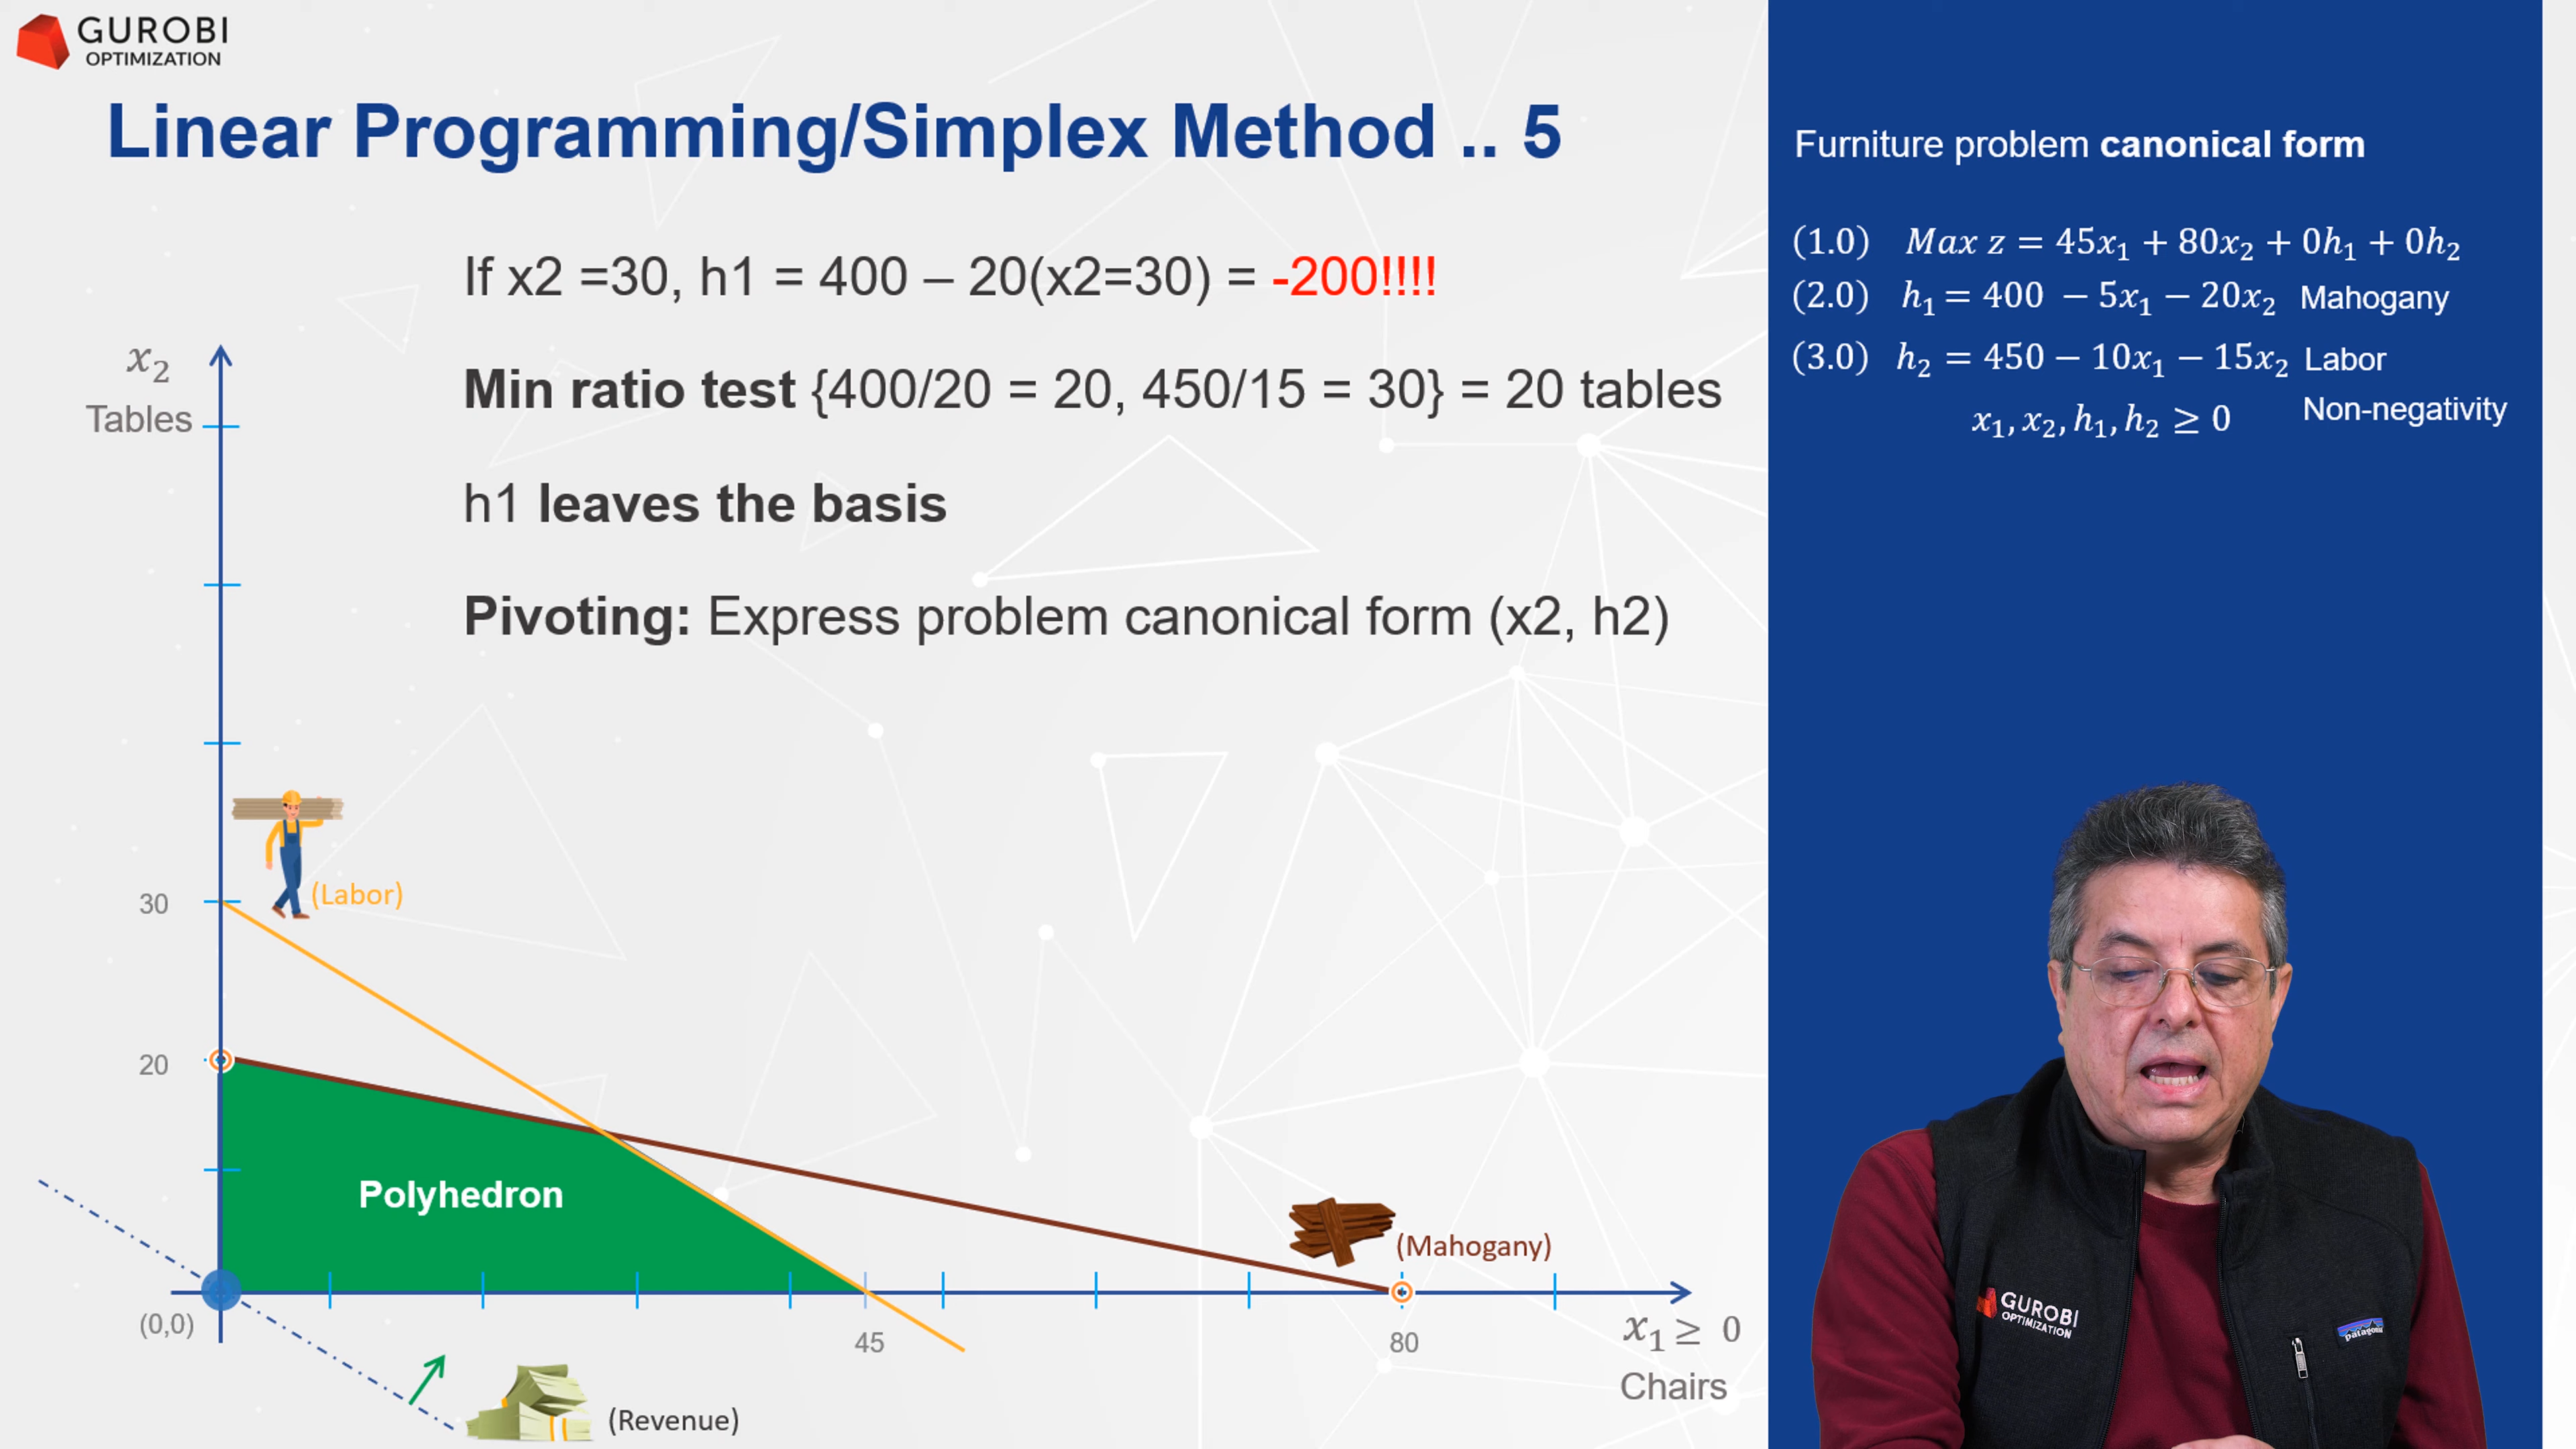 GUROBI
OPTIMIZATION
Linear Programming/Simplex Method .. 5
If x2 =30, h1 = 400 – 20(x2=30) = -200!!!!
Min ratio test {400/20 = 20, 450/15 = 30} = 20 tables
h1 leaves the basis
Pivoting: Express problem canonical form (x2, h2)
x₂
Tables
30
(Labor)
20
Polyhedron
(Mahogany)
(0,0)
45
80
x₁ ≥ 0
Chairs
(Revenue)
Furniture problem canonical form
(1.0) Max z = 45x₁ + 80x₂ + 0h₁ + 0h₂
(2.0) h₁ = 400 − 5x₁ − 20x₂ Mahogany
(3.0) h₂ = 450 − 10x₁ − 15x₂ Labor
x₁, x₂, h₁, h₂ ≥ 0 Non-negativity
GUROBI
OPTIMIZATION
patagonia